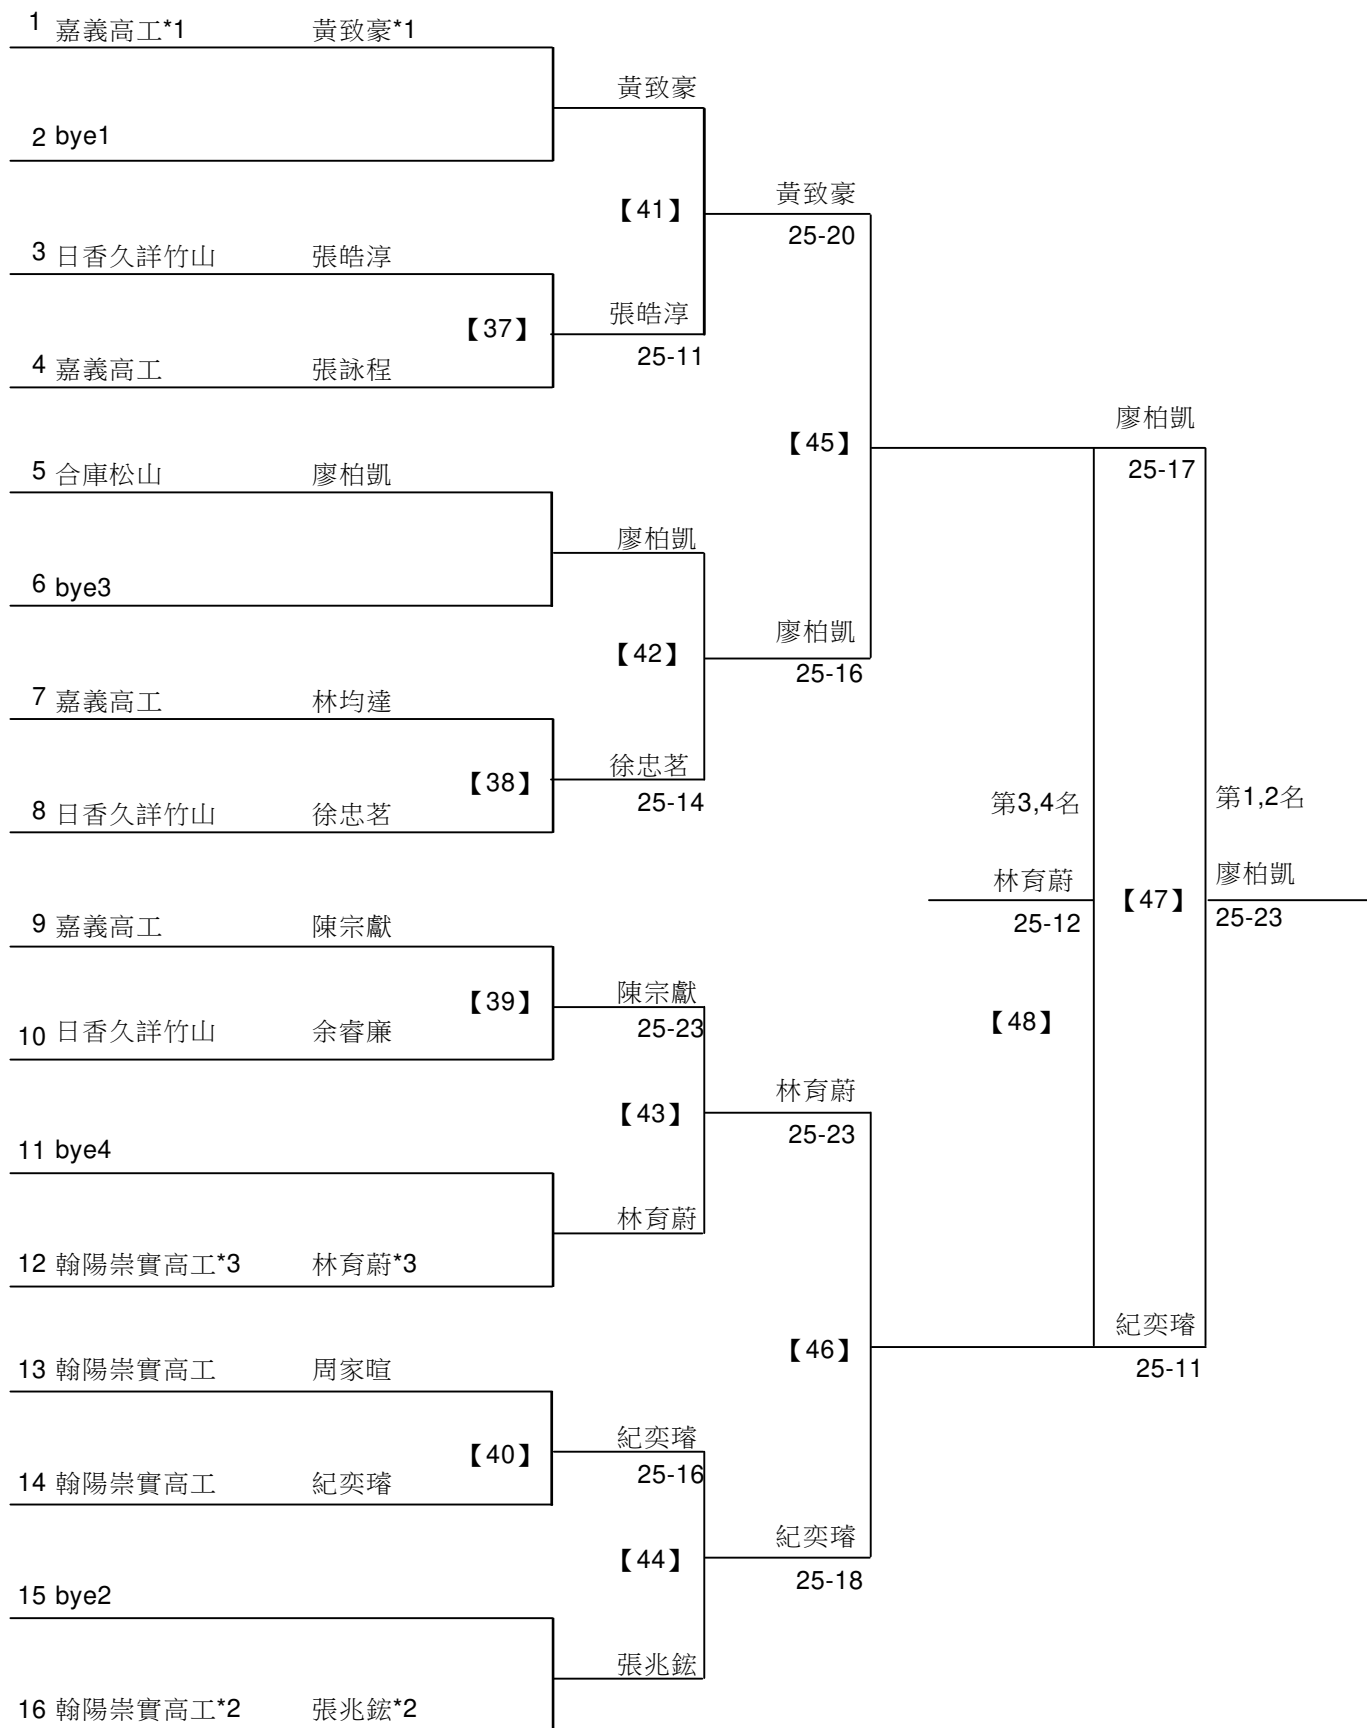 1 嘉義高工*1 黃致豪*1
黃致豪
2 bye1
黃致豪
【41】
25-20
3 日香久詳竹山 張皓淳
張皓淳
【37】
25-11
4 嘉義高工 張詠程
廖柏凱
【45】
25-17
5 合庫松山 廖柏凱
廖柏凱
6 bye3
廖柏凱
【42】
25-16
7 嘉義高工 林均達
徐忠茗
【38】
25-14
8 日香久詳竹山 徐忠茗
第3,4名
第1,2名
林育蔚
25-12
【47】
廖柏凱
25-23
9 嘉義高工 陳宗獻
陳宗獻
【39】
25-23
【48】
10 日香久詳竹山 余睿廉
林育蔚
【43】
25-23
11 bye4
林育蔚
12 翰陽崇實高工*3 林育蔚*3
紀奕璿
【46】
25-11
13 翰陽崇實高工 周家暄
紀奕璿
【40】
25-16
14 翰陽崇實高工 紀奕璿
紀奕璿
【44】
25-18
15 bye2
張兆鋐
16 翰陽崇實高工*2 張兆鋐*2